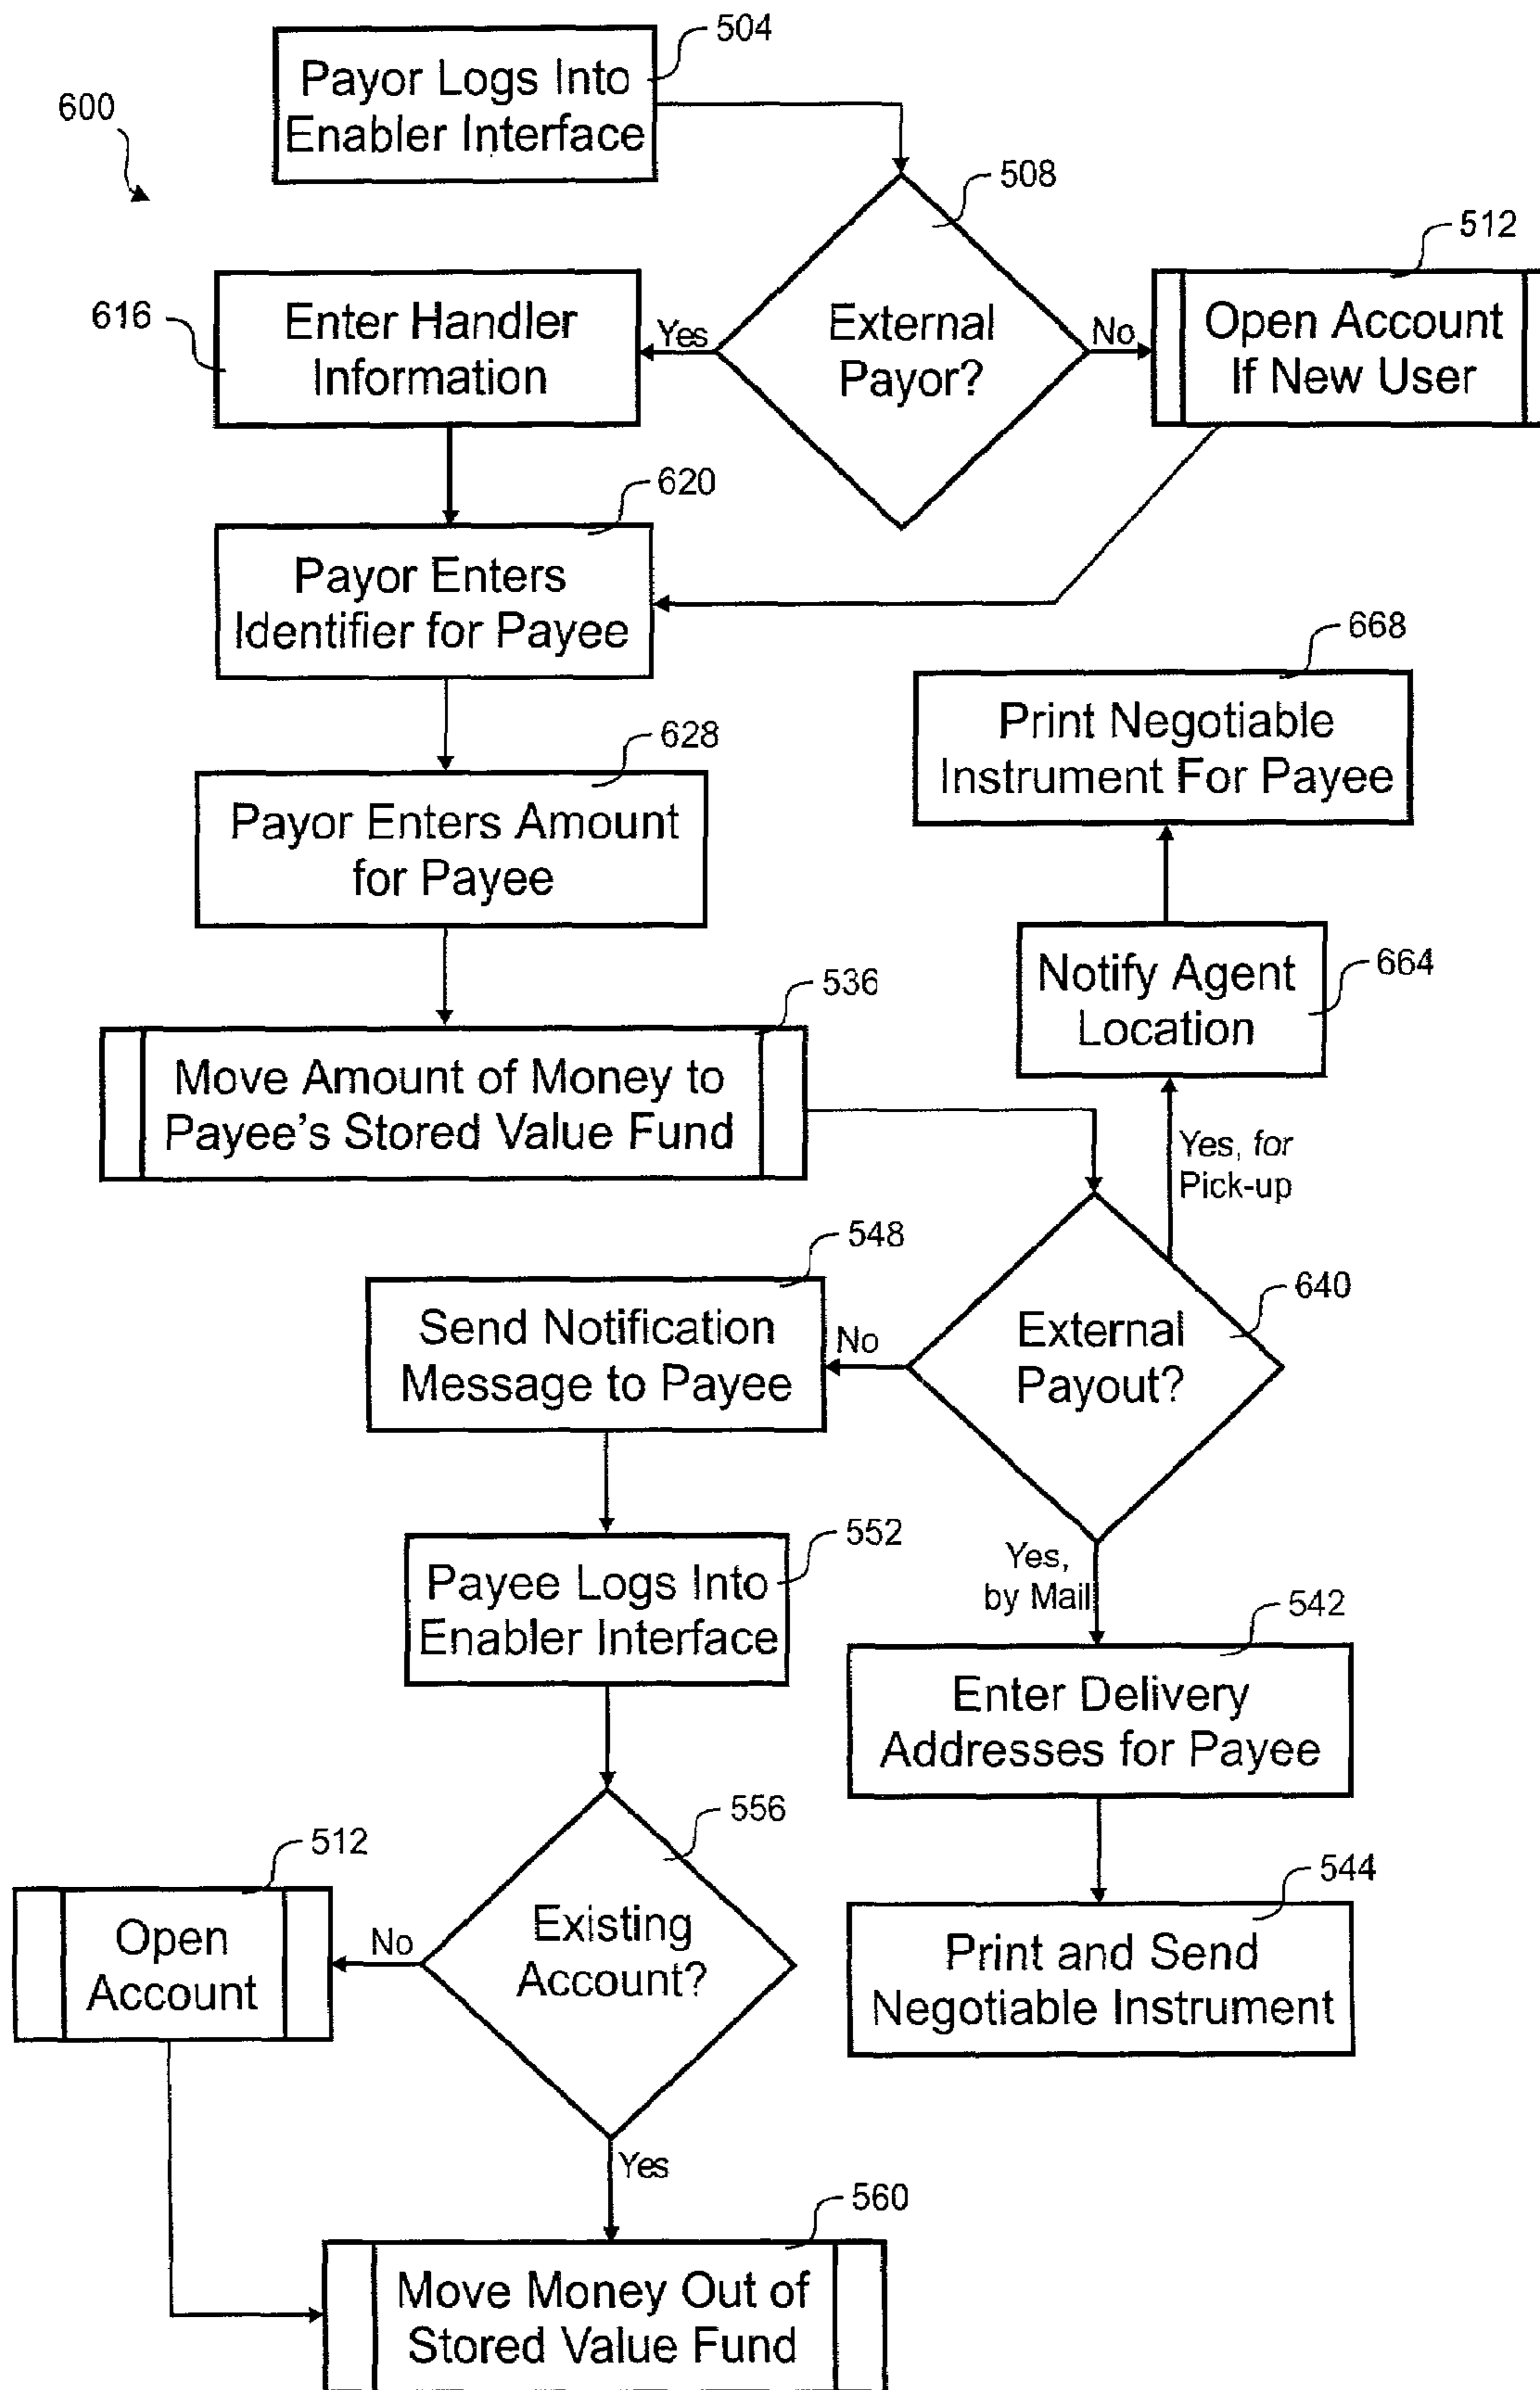 504
Payor Logs Into
Enabler Interface
600
508
512
External
Payor?
Yes
No
Enter Handler
Information
616
Open Account
If New User
620
Payor Enters
Identifier for Payee
668
Print Negotiable
Instrument For Payee
628
Payor Enters Amount
for Payee
Notify Agent
Location
664
536
Move Amount of Money to
Payee's Stored Value Fund
Yes, for
Pick-up
548
Send Notification
Message to Payee
No
External
Payout?
640
552
Payee Logs Into
Enabler Interface
Yes,
by Mail
542
Enter Delivery
Addresses for Payee
556
512
Open
Account
No
Existing
Account?
544
Print and Send
Negotiable Instrument
Yes
560
Move Money Out of
Stored Value Fund